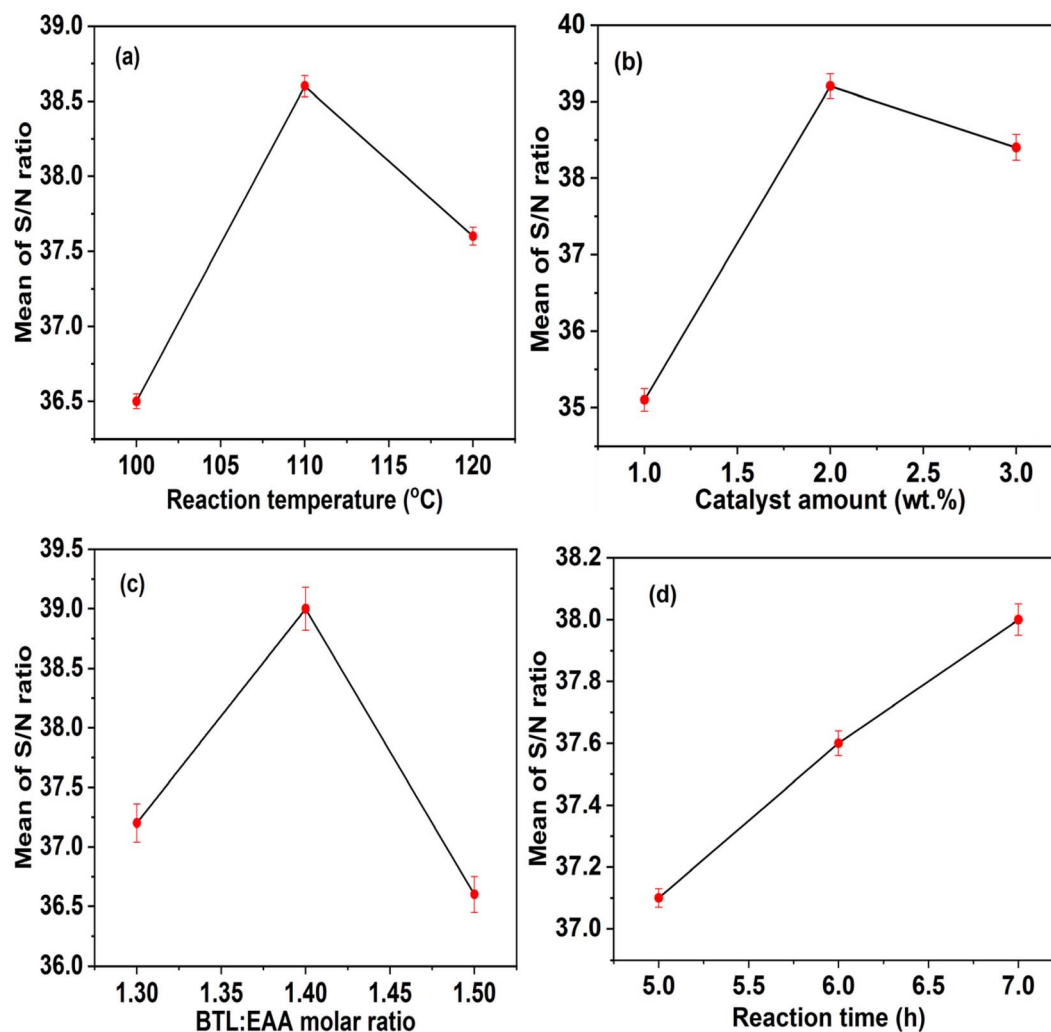 (a)
Mean of S/N ratio
39.0
38.5
38.0
37.5
37.0
36.5
100 105 110 115 120
Reaction temperature (°C)
(b)
Mean of S/N ratio
40
39
38
37
36
35
1.0 1.5 2.0 2.5 3.0
Catalyst amount (wt.%)
(c)
Mean of S/N ratio
39.5
39.0
38.5
38.0
37.5
37.0
36.5
36.0
1.30 1.35 1.40 1.45 1.50
BTL:EAA molar ratio
(d)
Mean of S/N ratio
38.2
38.0
37.8
37.6
37.4
37.2
37.0
5.0 5.5 6.0 6.5 7.0
Reaction time (h)